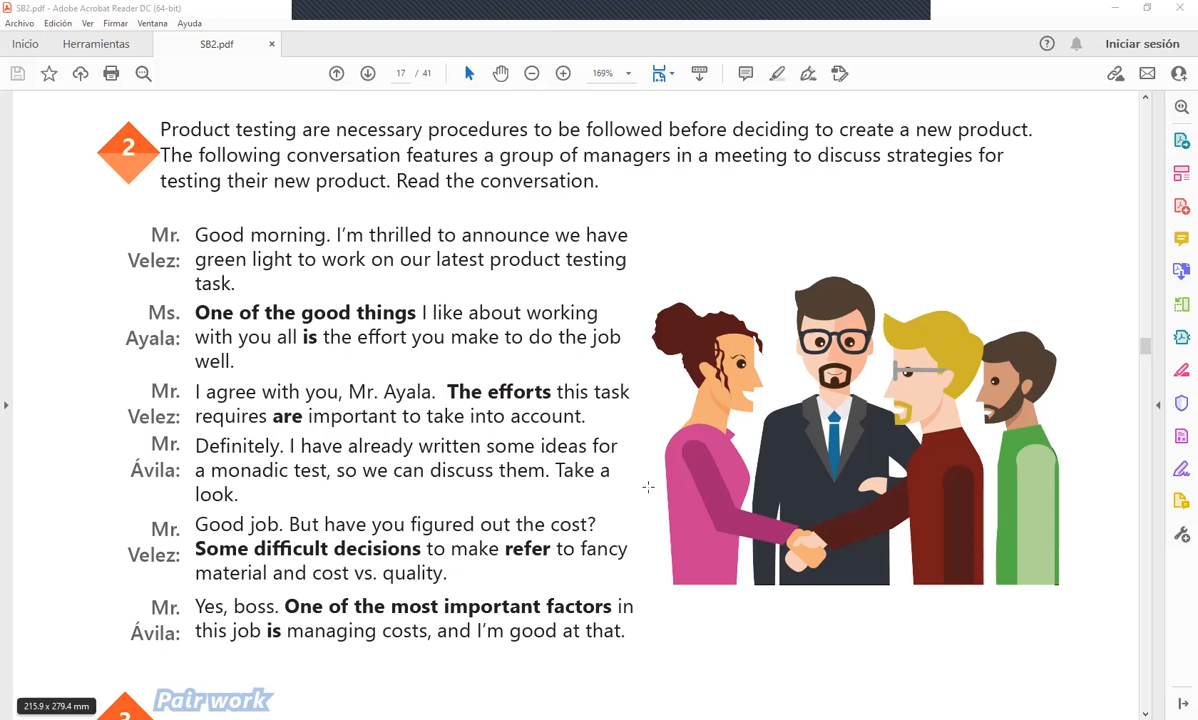 SB2.pdf - Adobe Acrobat Reader DC (64-bit)
Archivo Edición Ver Firmar Ventana Ayuda
Inicio Herramientas SB2.pdf × Iniciar sesión
17 / 41 169%
2
Product testing are necessary procedures to be followed before deciding to create a new product.
The following conversation features a group of managers in a meeting to discuss strategies for
testing their new product. Read the conversation.
Mr. Good morning. I'm thrilled to announce we have
Velez: green light to work on our latest product testing
task.
Ms. One of the good things I like about working
Ayala: with you all is the effort you make to do the job
well.
Mr. I agree with you, Mr. Ayala. The efforts this task
Velez: requires are important to take into account.
Mr. Definitely. I have already written some ideas for
Ávila: a monadic test, so we can discuss them. Take a
look.
Mr. Good job. But have you figured out the cost?
Velez: Some difficult decisions to make refer to fancy
material and cost vs. quality.
Mr. Yes, boss. One of the most important factors in
Ávila: this job is managing costs, and I'm good at that.
215.9 x 279.4 mm
3 Pair work